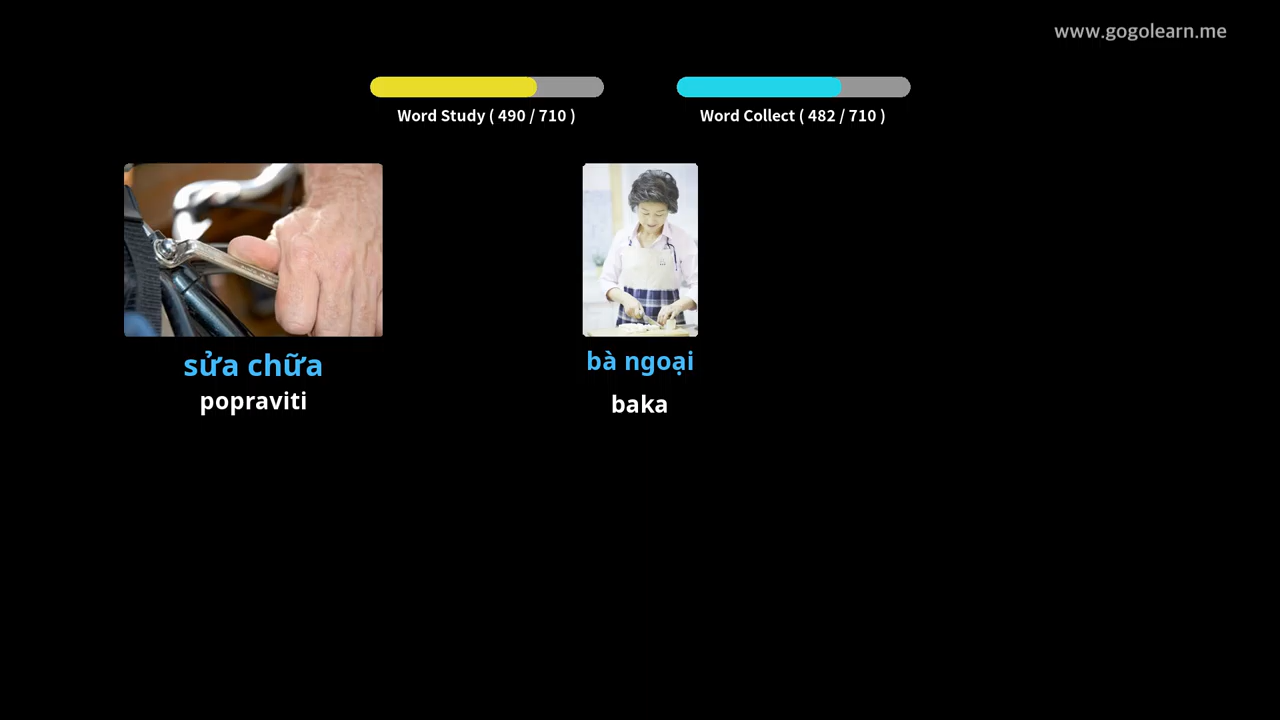 www.gogolearn.me
Word Study ( 490 / 710 )
Word Collect ( 482 / 710 )
sửa chữa
popraviti
bà ngoại
baka